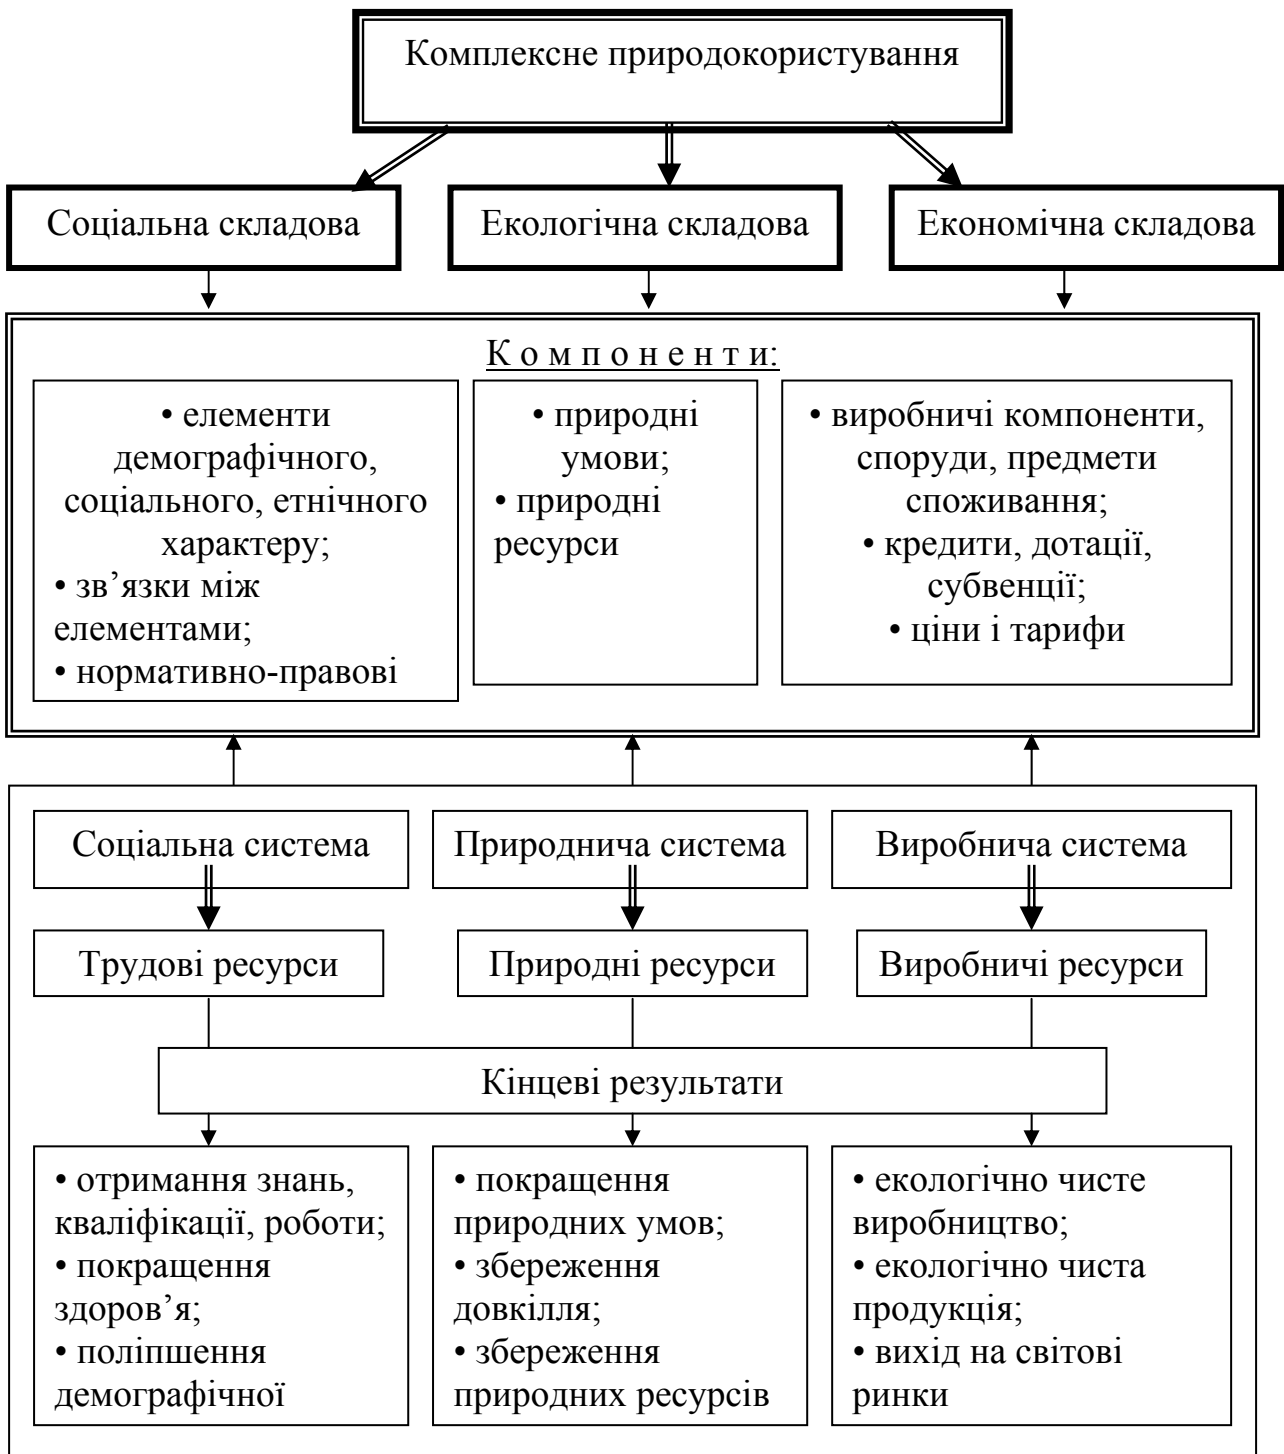 Комплексне природокористування
Соціальна складова
Екологічна складова
Економічна складова
К о м п о н е н т и:
• елементи
демографічного,
соціального, етнічного
характеру;
• зв’язки між
елементами;
• нормативно-правові
• природні
умови;
• природні
ресурси
• виробничі компоненти,
споруди, предмети
споживання;
• кредити, дотації,
субвенції;
• ціни і тарифи
Соціальна система
Природнича система
Виробнича система
Трудові ресурси
Природні ресурси
Виробничі ресурси
Кінцеві результати
• отримання знань,
кваліфікації, роботи;
• покращення
здоров’я;
• поліпшення
демографічної
• покращення
природних умов;
• збереження
довкілля;
• збереження
природних ресурсів
• екологічно чисте
виробництво;
• екологічно чиста
продукція;
• вихід на світові
ринки